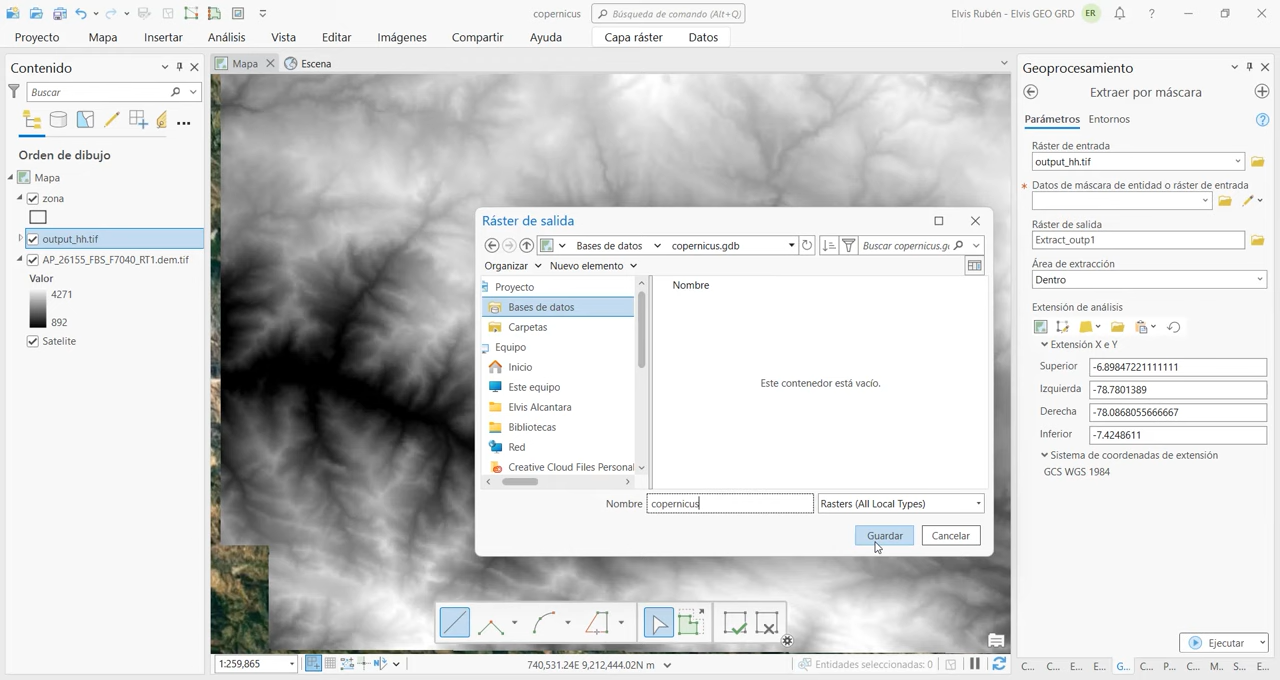 copernicus
Búsqueda de comando (Alt+Q)
Elvis Rubén - Elvis GEO GRD
ER
Proyecto
Mapa
Insertar
Análisis
Vista
Editar
Imágenes
Compartir
Ayuda
Capa ráster
Datos
Contenido
Buscar
Orden de dibujo
Mapa
zona
output_hh.tif
AP_26155_FBS_F7040_RT1.dem.tif
Valor
4271
892
Satelite
Mapa
Escena
Ráster de salida
Bases de datos
copernicus.gdb
Buscar copernicus.g
Organizar
Nuevo elemento
Proyecto
Bases de datos
Carpetas
Equipo
Inicio
Este equipo
Elvis Alcantara
Bibliotecas
Red
Creative Cloud Files Personal
Nombre
Este contenedor está vacío.
Nombre
copernicus
Rasters (All Local Types)
Guardar
Cancelar
1:259,865
740,531.24E 9,212,444.02N m
Entidades seleccionadas: 0
Geoprocesamiento
Extraer por máscara
Parámetros
Entornos
Ráster de entrada
output_hh.tif
* Datos de máscara de entidad o ráster de entrada
Ráster de salida
Extract_outp1
Área de extracción
Dentro
Extensión de análisis
Extensión X e Y
Superior
-6.89847221111111
Izquierda
-78.7801389
Derecha
-78.0868055666667
Inferior
-7.4248611
Sistema de coordenadas de extensión
GCS WGS 1984
Ejecutar
C...
C...
E...
E...
G...
C...
P...
C...
M...
S...
E...